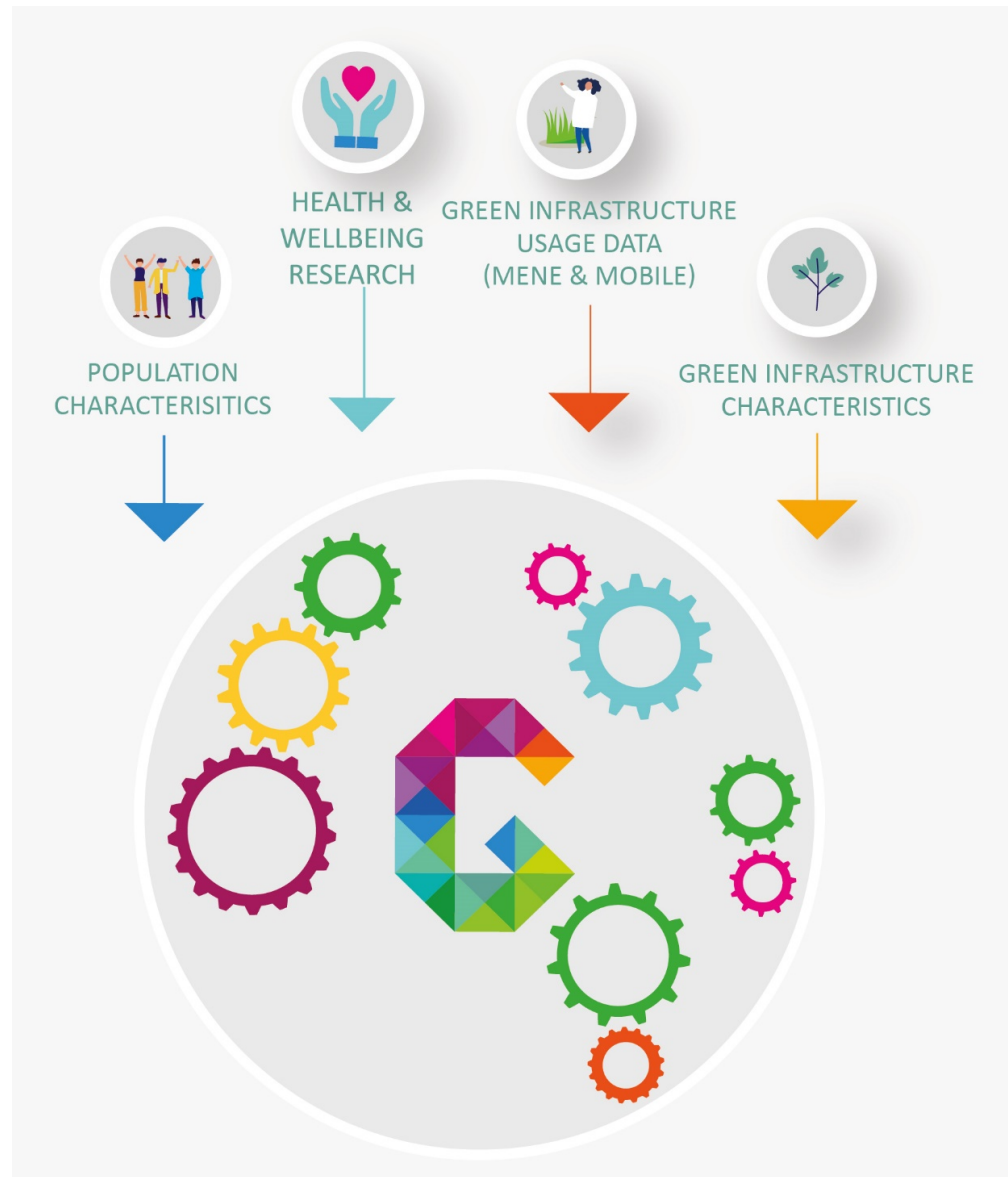 HEALTH &
WELLBEING
RESEARCH
GREEN INFRASTRUCTURE
USAGE DATA
(MENE & MOBILE)
POPULATION
CHARACTERISITICS
GREEN INFRASTRUCTURE
CHARACTERISTICS
G